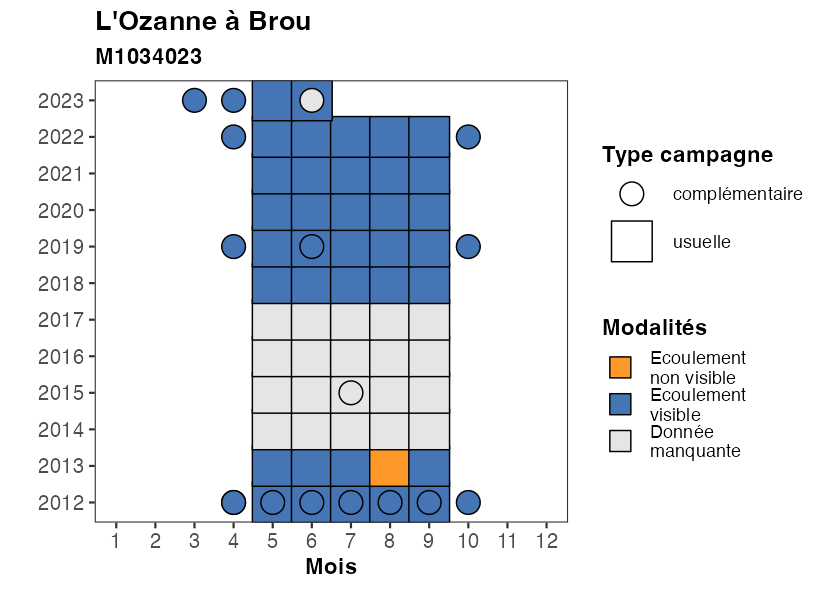 L'Ozanne à Brou
M1034023
2023
2022
2021
2020
2019
2018
2017
2016
2015
2014
2013
2012
1 2 3 4 5 6 7 8 9 10 11 12
Mois
Type campagne
complémentaire
usuelle
Modalités
Ecoulement
non visible
Ecoulement
visible
Donnée
manquante